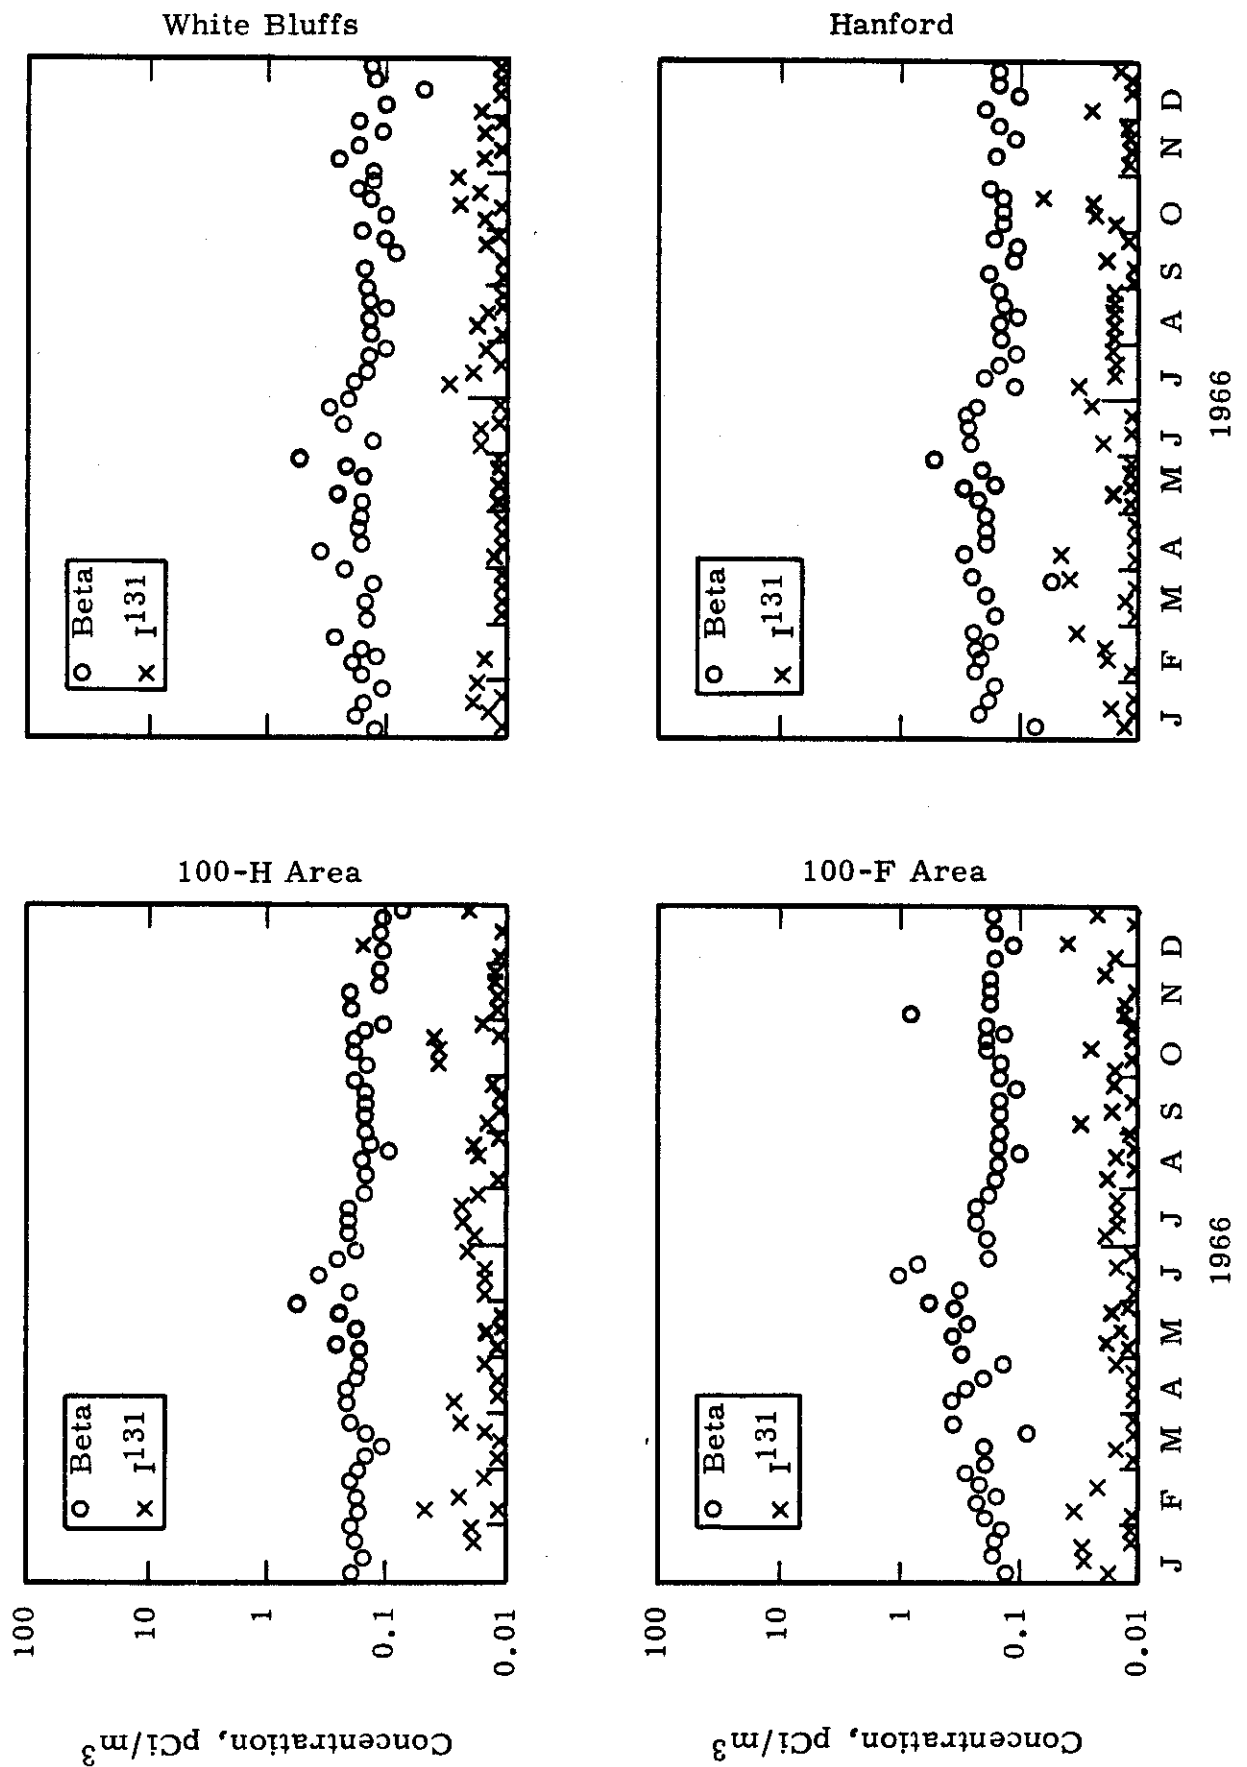 White Bluffs
O Beta
× I¹³¹
Hanford
O Beta
× I¹³¹
J F M A M J J A S O N D
1966
100-H Area
100
10
1
0.1
0.01
Concentration, pCi/m³
O Beta
× I¹³¹
100-F Area
100
10
1
0.1
0.01
Concentration, pCi/m³
O Beta
× I¹³¹
J F M A M J J A S O N D
1966